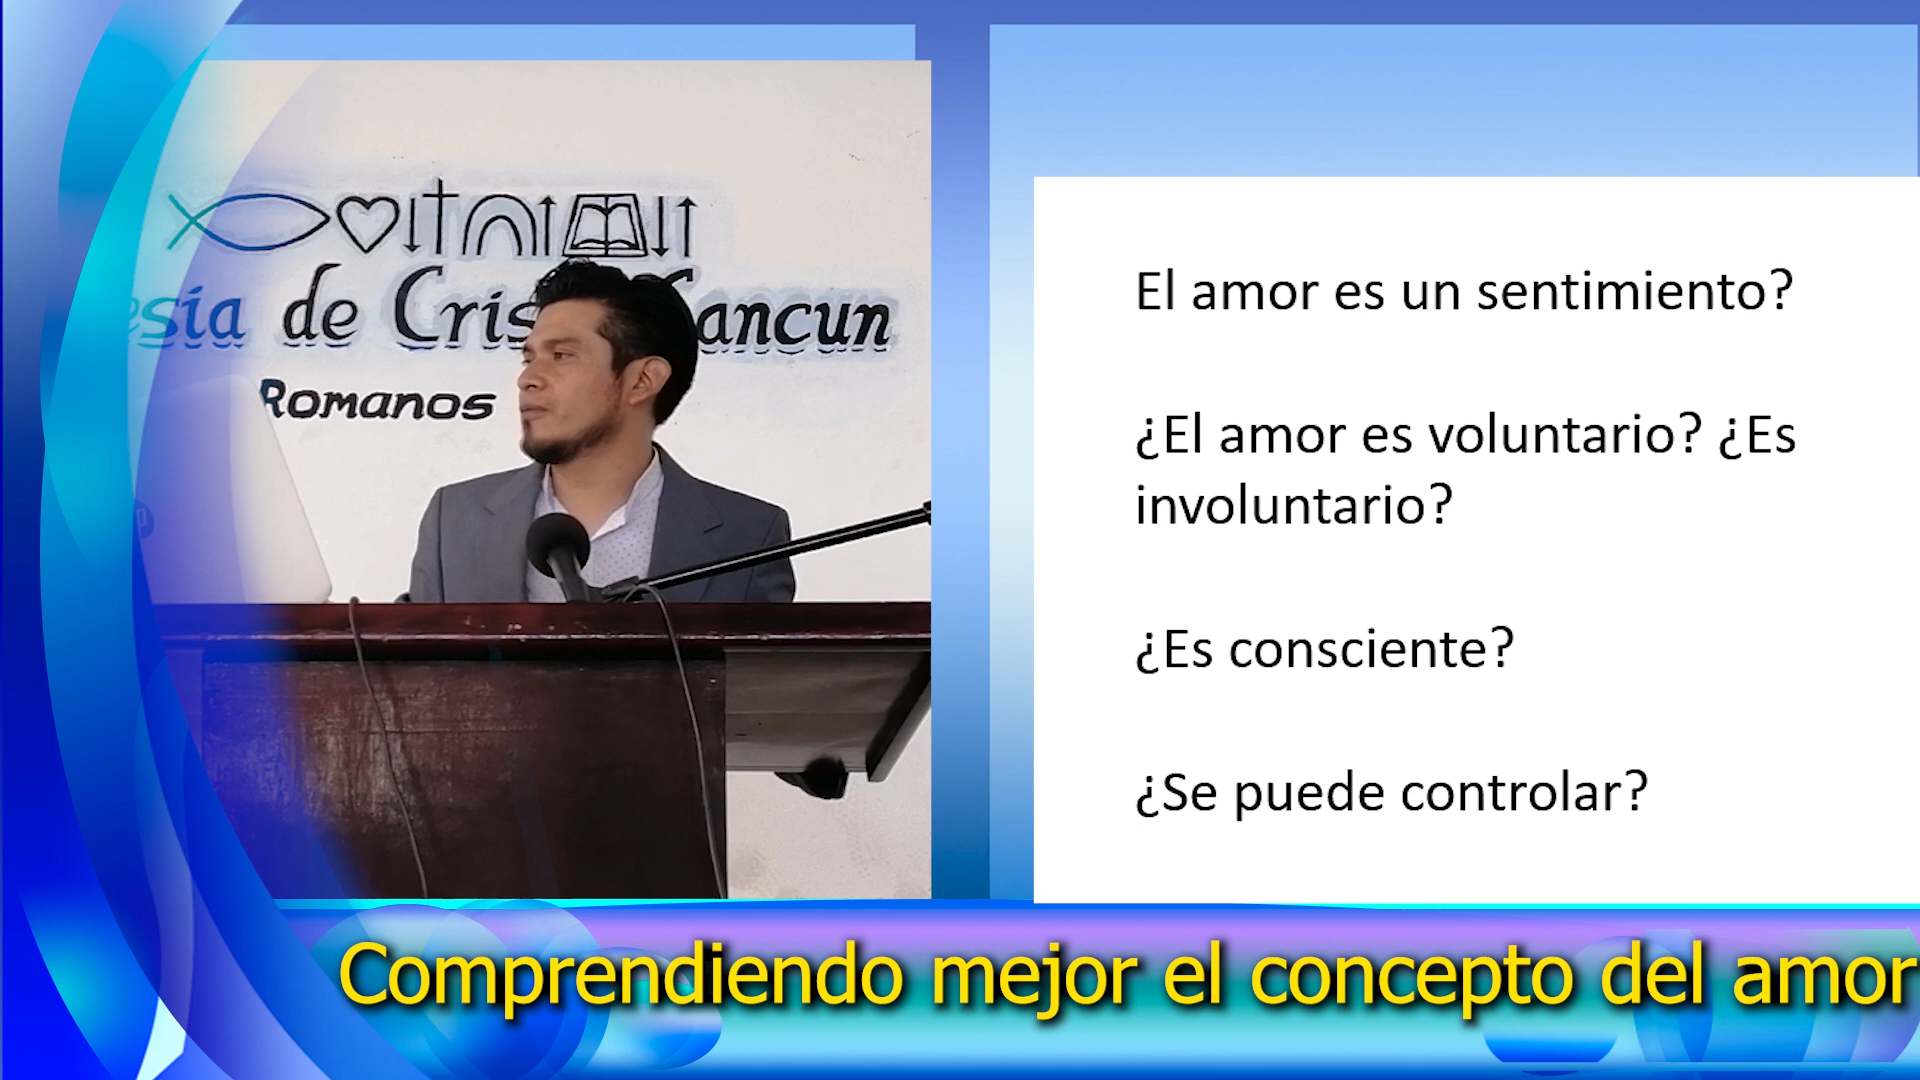 esia de Cris ancun
Romanos
El amor es un sentimiento?
¿El amor es voluntario? ¿Es
involuntario?
¿Es consciente?
¿Se puede controlar?
Comprendiendo mejor el concepto del amor